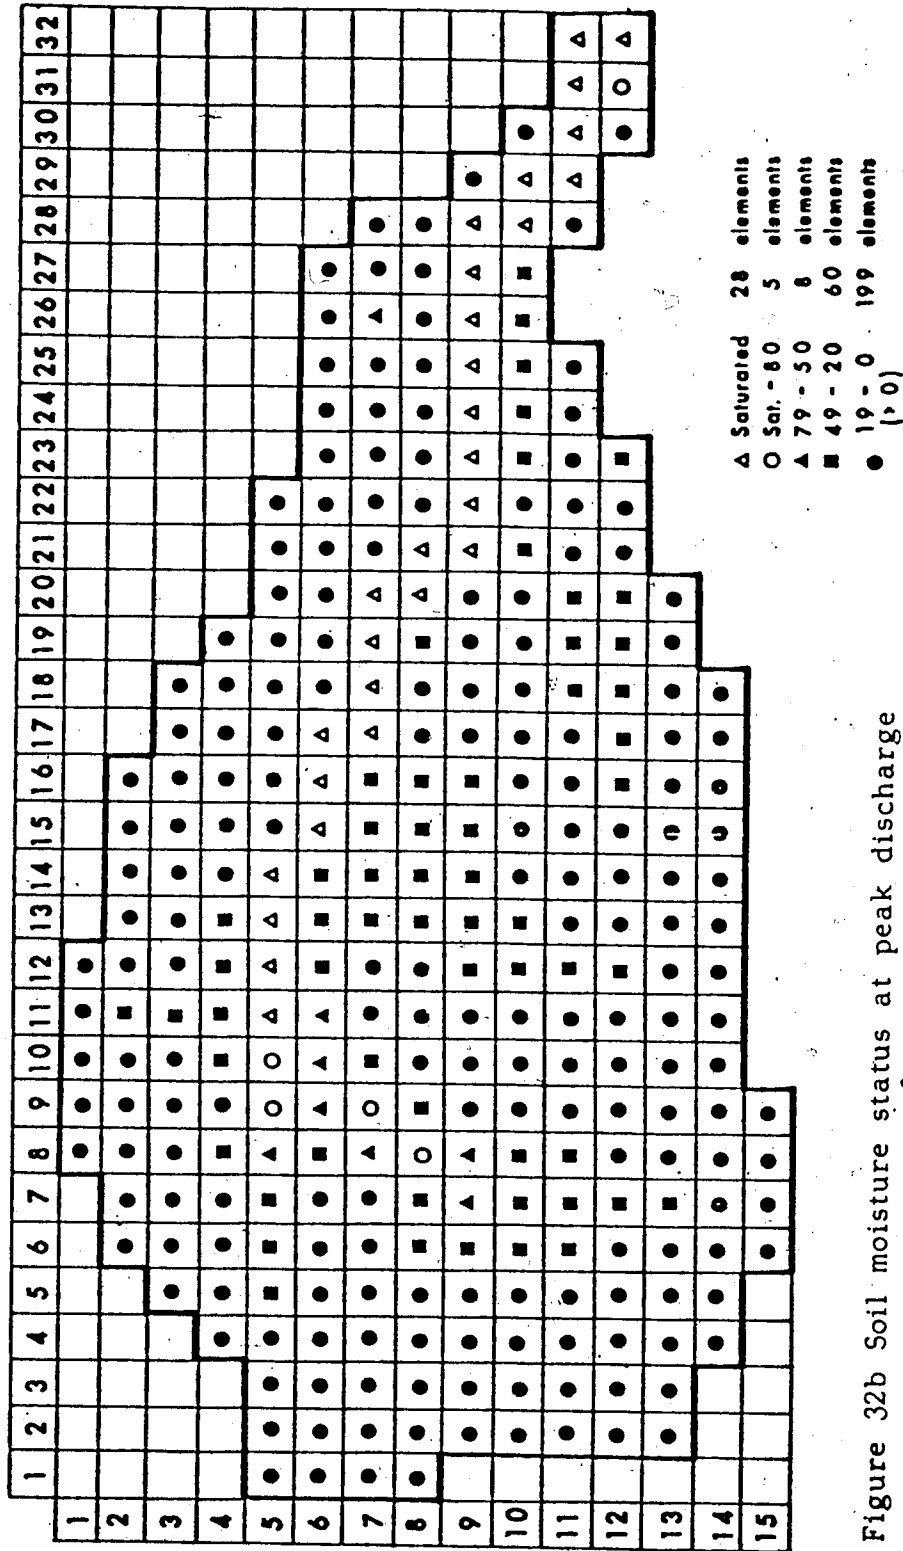 1 2 3 4 5 6 7 8 9 10 11 12 13 14 15 16 17 18 19 20 21 22 23 24 25 26 27 28 29 30 31 32
1
2
3
4
5
6
7
8
9
10
11
12
13
14
15
△ Saturated 28 elements
○ Sat. - 80 5 elements
▲ 79 - 50 8 elements
■ 49 - 20 60 elements
● 19 - 0 199 elements
(> 0)
Figure 32b Soil moisture status at peak discharge